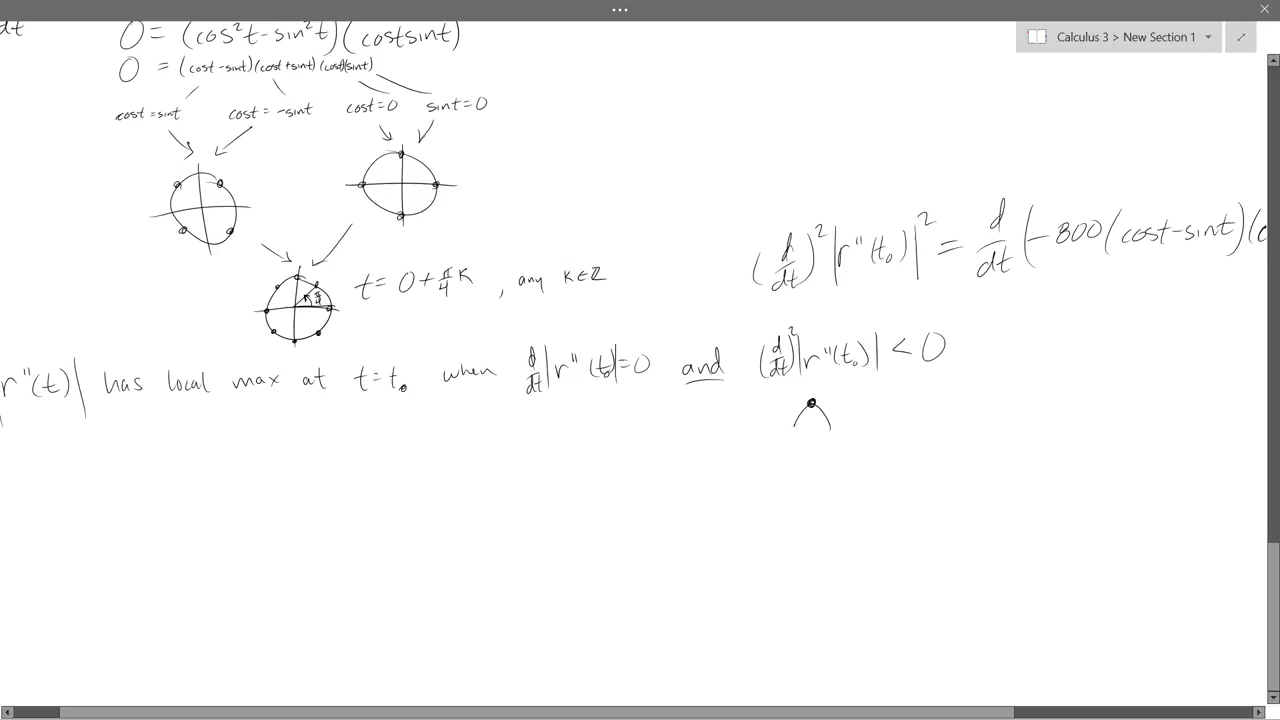 dt
0 = (cos²t-sin²t)(costsint)
0 = (cost-sint)(cost+sint)(cost)(sint)
cost=sint cost=-sint cost=0 sint=0
t = 0+π/4 K , any K∈ℤ
π/4
(d/dt)²|r''(t₀)|² = d/dt(-800(cost-sint)(c
r''(t)| has local max at t=t₀ when d/dt|r''(t₀)|=0 and (d/dt)²|r''(t₀)| < 0
Calculus 3 > New Section 1